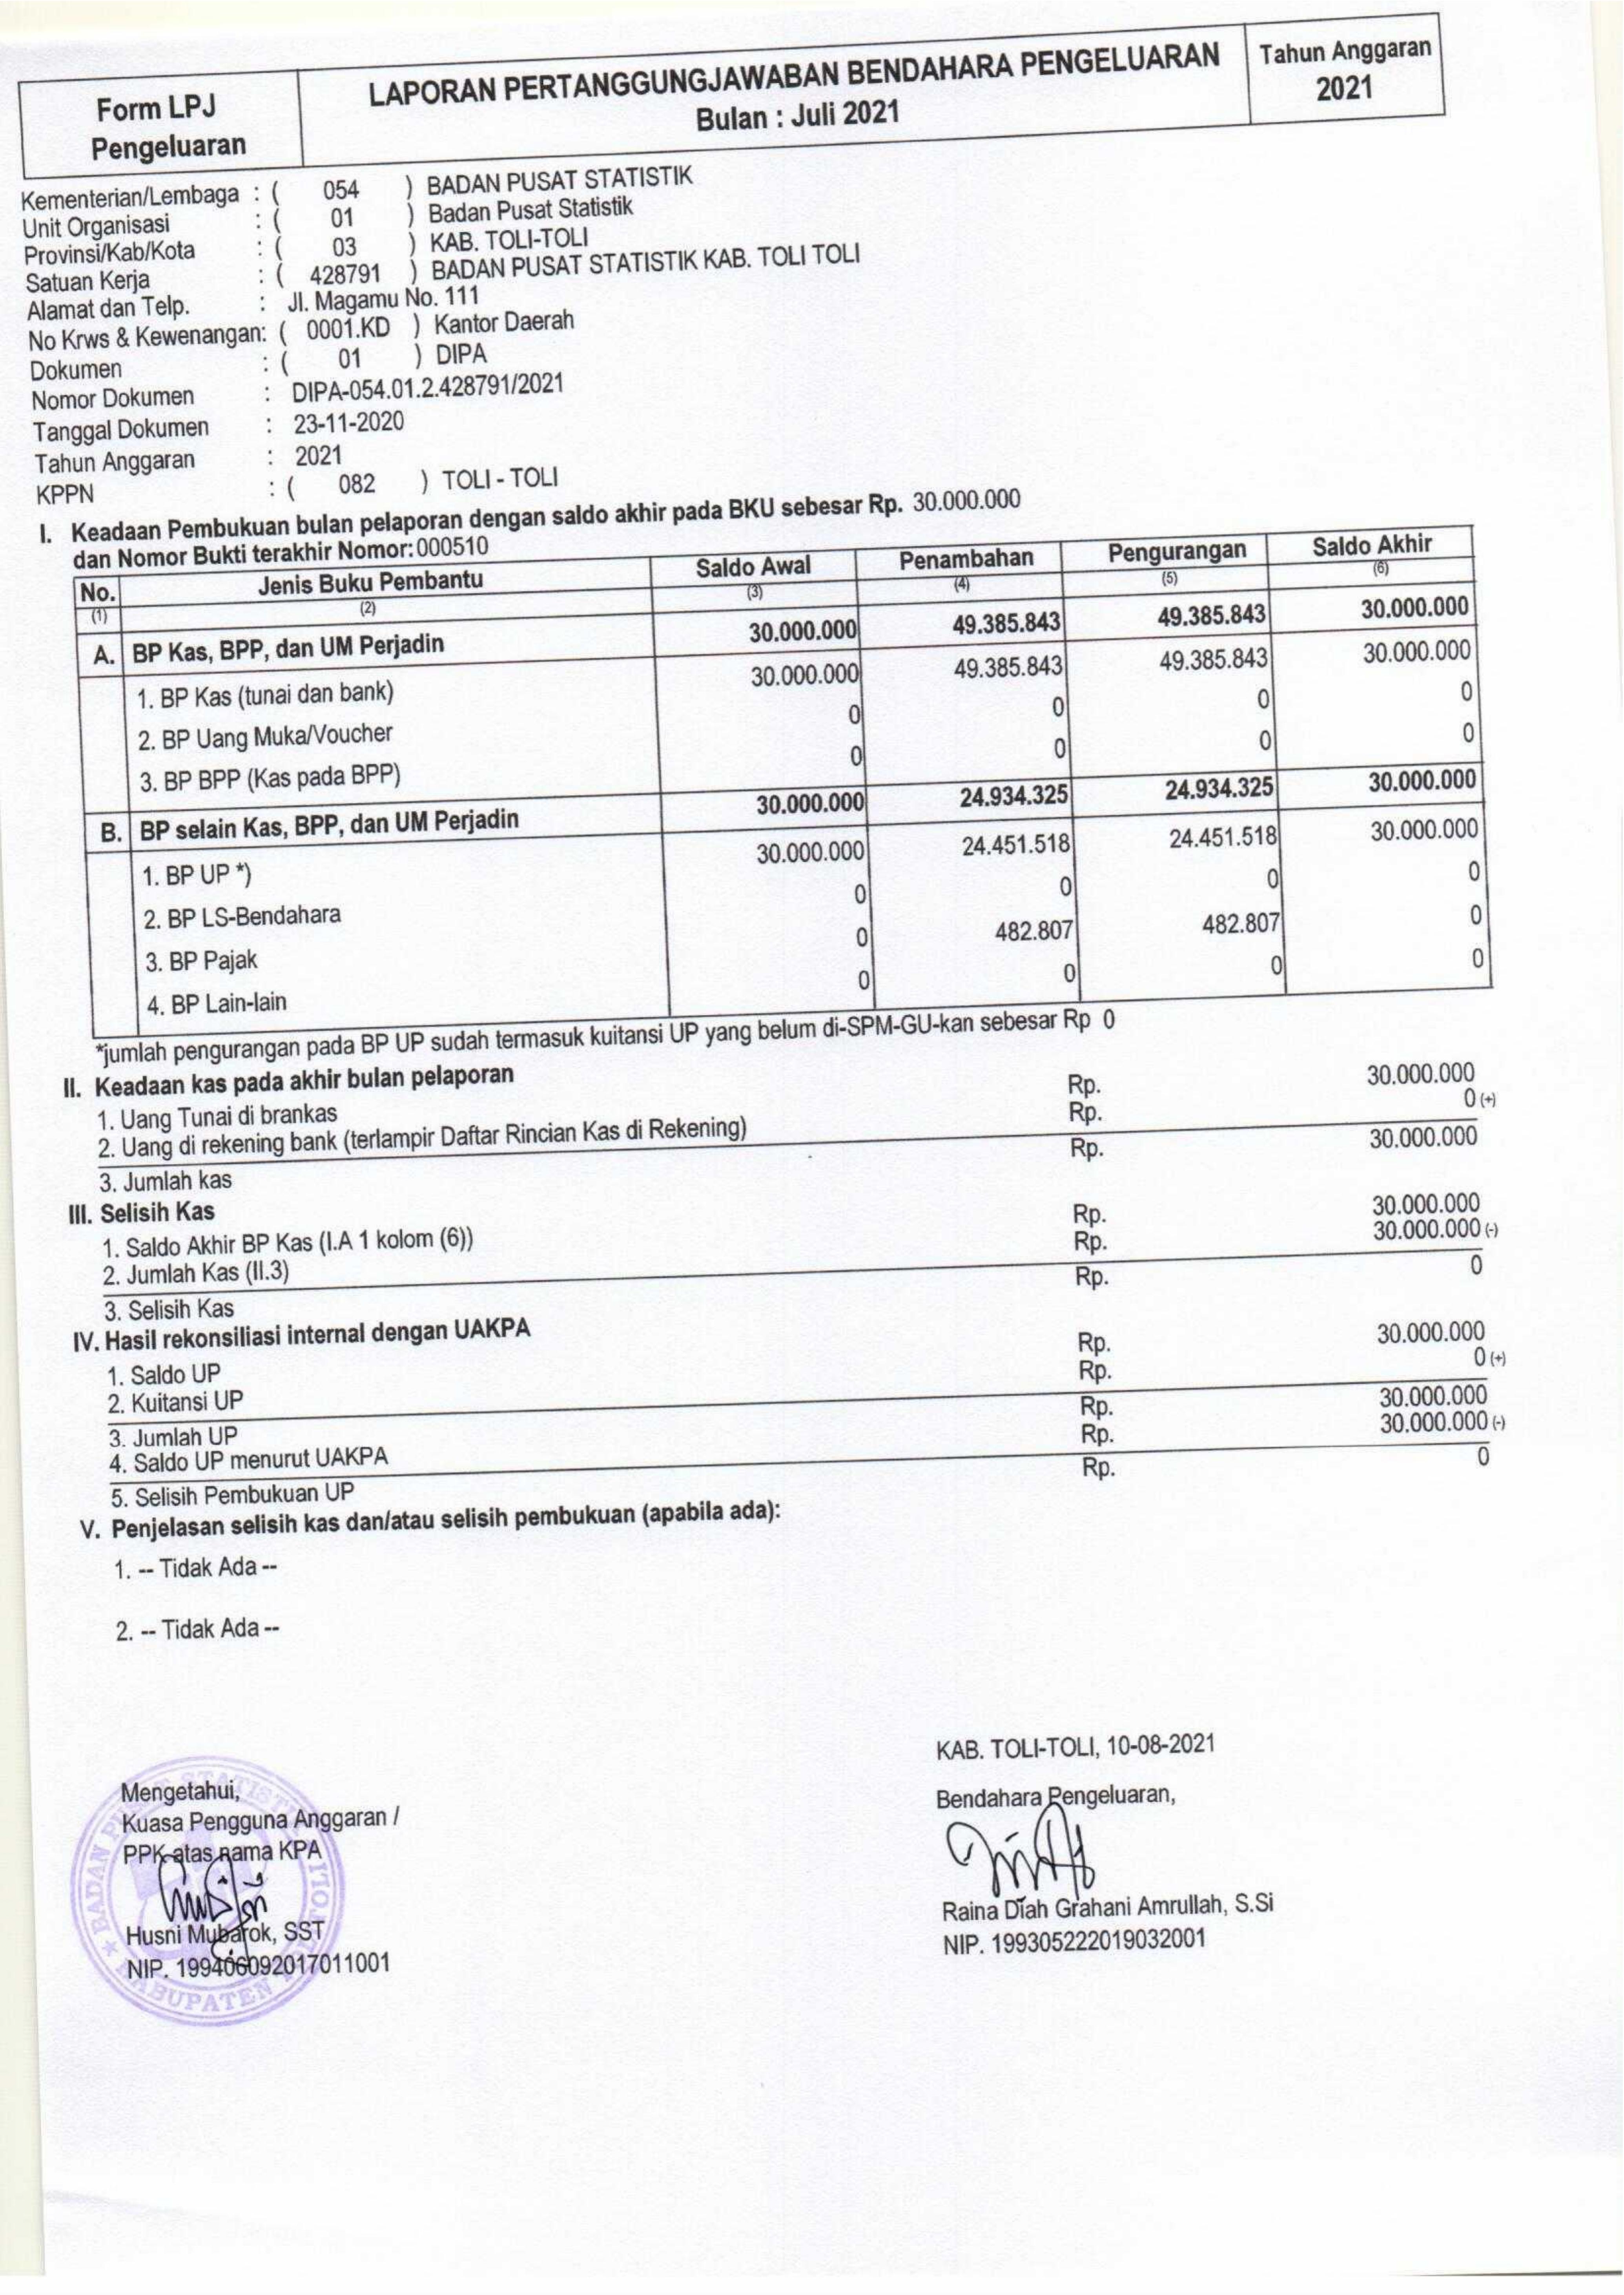 Form LPJ
Pengeluaran
LAPORAN PERTANGGUNGJAWABAN BENDAHARA PENGELUARAN
Bulan : Juli 2021
Tahun Anggaran
2021
Kementerian/Lembaga : ( 054 ) BADAN PUSAT STATISTIK
Unit Organisasi : ( 01 ) Badan Pusat Statistik
Provinsi/Kab/Kota : ( 03 ) KAB. TOLI-TOLI
Satuan Kerja : ( 428791 ) BADAN PUSAT STATISTIK KAB. TOLI TOLI
Alamat dan Telp. : Jl. Magamu No. 111
No Krws & Kewenangan: ( 0001.KD ) Kantor Daerah
Dokumen : ( 01 ) DIPA
Nomor Dokumen : DIPA-054.01.2.428791/2021
Tanggal Dokumen : 23-11-2020
Tahun Anggaran : 2021
KPPN : ( 082 ) TOLI - TOLI
I. Keadaan Pembukuan bulan pelaporan dengan saldo akhir pada BKU sebesar Rp. 30.000.000
dan Nomor Bukti terakhir Nomor: 000510
No. Jenis Buku Pembantu Saldo Awal Penambahan Pengurangan Saldo Akhir
(1) (2) (3) (4) (5) (6)
A. BP Kas, BPP, dan UM Perjadin 30.000.000 49.385.843 49.385.843 30.000.000
1. BP Kas (tunai dan bank) 30.000.000 49.385.843 49.385.843 30.000.000
2. BP Uang Muka/Voucher 0 0 0 0
3. BP BPP (Kas pada BPP) 0 0 0 0
B. BP selain Kas, BPP, dan UM Perjadin 30.000.000 24.934.325 24.934.325 30.000.000
1. BP UP *) 30.000.000 24.451.518 24.451.518 30.000.000
2. BP LS-Bendahara 0 0 0 0
3. BP Pajak 0 482.807 482.807 0
4. BP Lain-lain 0 0 0 0
*jumlah pengurangan pada BP UP sudah termasuk kuitansi UP yang belum di-SPM-GU-kan sebesar Rp 0
II. Keadaan kas pada akhir bulan pelaporan
1. Uang Tunai di brankas Rp. 30.000.000
2. Uang di rekening bank (terlampir Daftar Rincian Kas di Rekening) Rp. 0 (+)
3. Jumlah kas Rp. 30.000.000
III. Selisih Kas
1. Saldo Akhir BP Kas (I.A 1 kolom (6)) Rp. 30.000.000
2. Jumlah Kas (II.3) Rp. 30.000.000 (-)
3. Selisih Kas Rp. 0
IV. Hasil rekonsiliasi internal dengan UAKPA
1. Saldo UP Rp. 30.000.000
2. Kuitansi UP Rp. 0 (+)
3. Jumlah UP Rp. 30.000.000
4. Saldo UP menurut UAKPA Rp. 30.000.000 (-)
5. Selisih Pembukuan UP Rp. 0
V. Penjelasan selisih kas dan/atau selisih pembukuan (apabila ada):
1. -- Tidak Ada --
2. -- Tidak Ada --
KAB. TOLI-TOLI, 10-08-2021
Mengetahui,
Kuasa Pengguna Anggaran /
PPK atas nama KPA
Husni Mubarok, SST
NIP. 199406092017011001
BADAN PUSAT STATISTIK
KABUPATEN TOLITOLI
Bendahara Pengeluaran,
Raina Diah Grahani Amrullah, S.Si
NIP. 199305222019032001